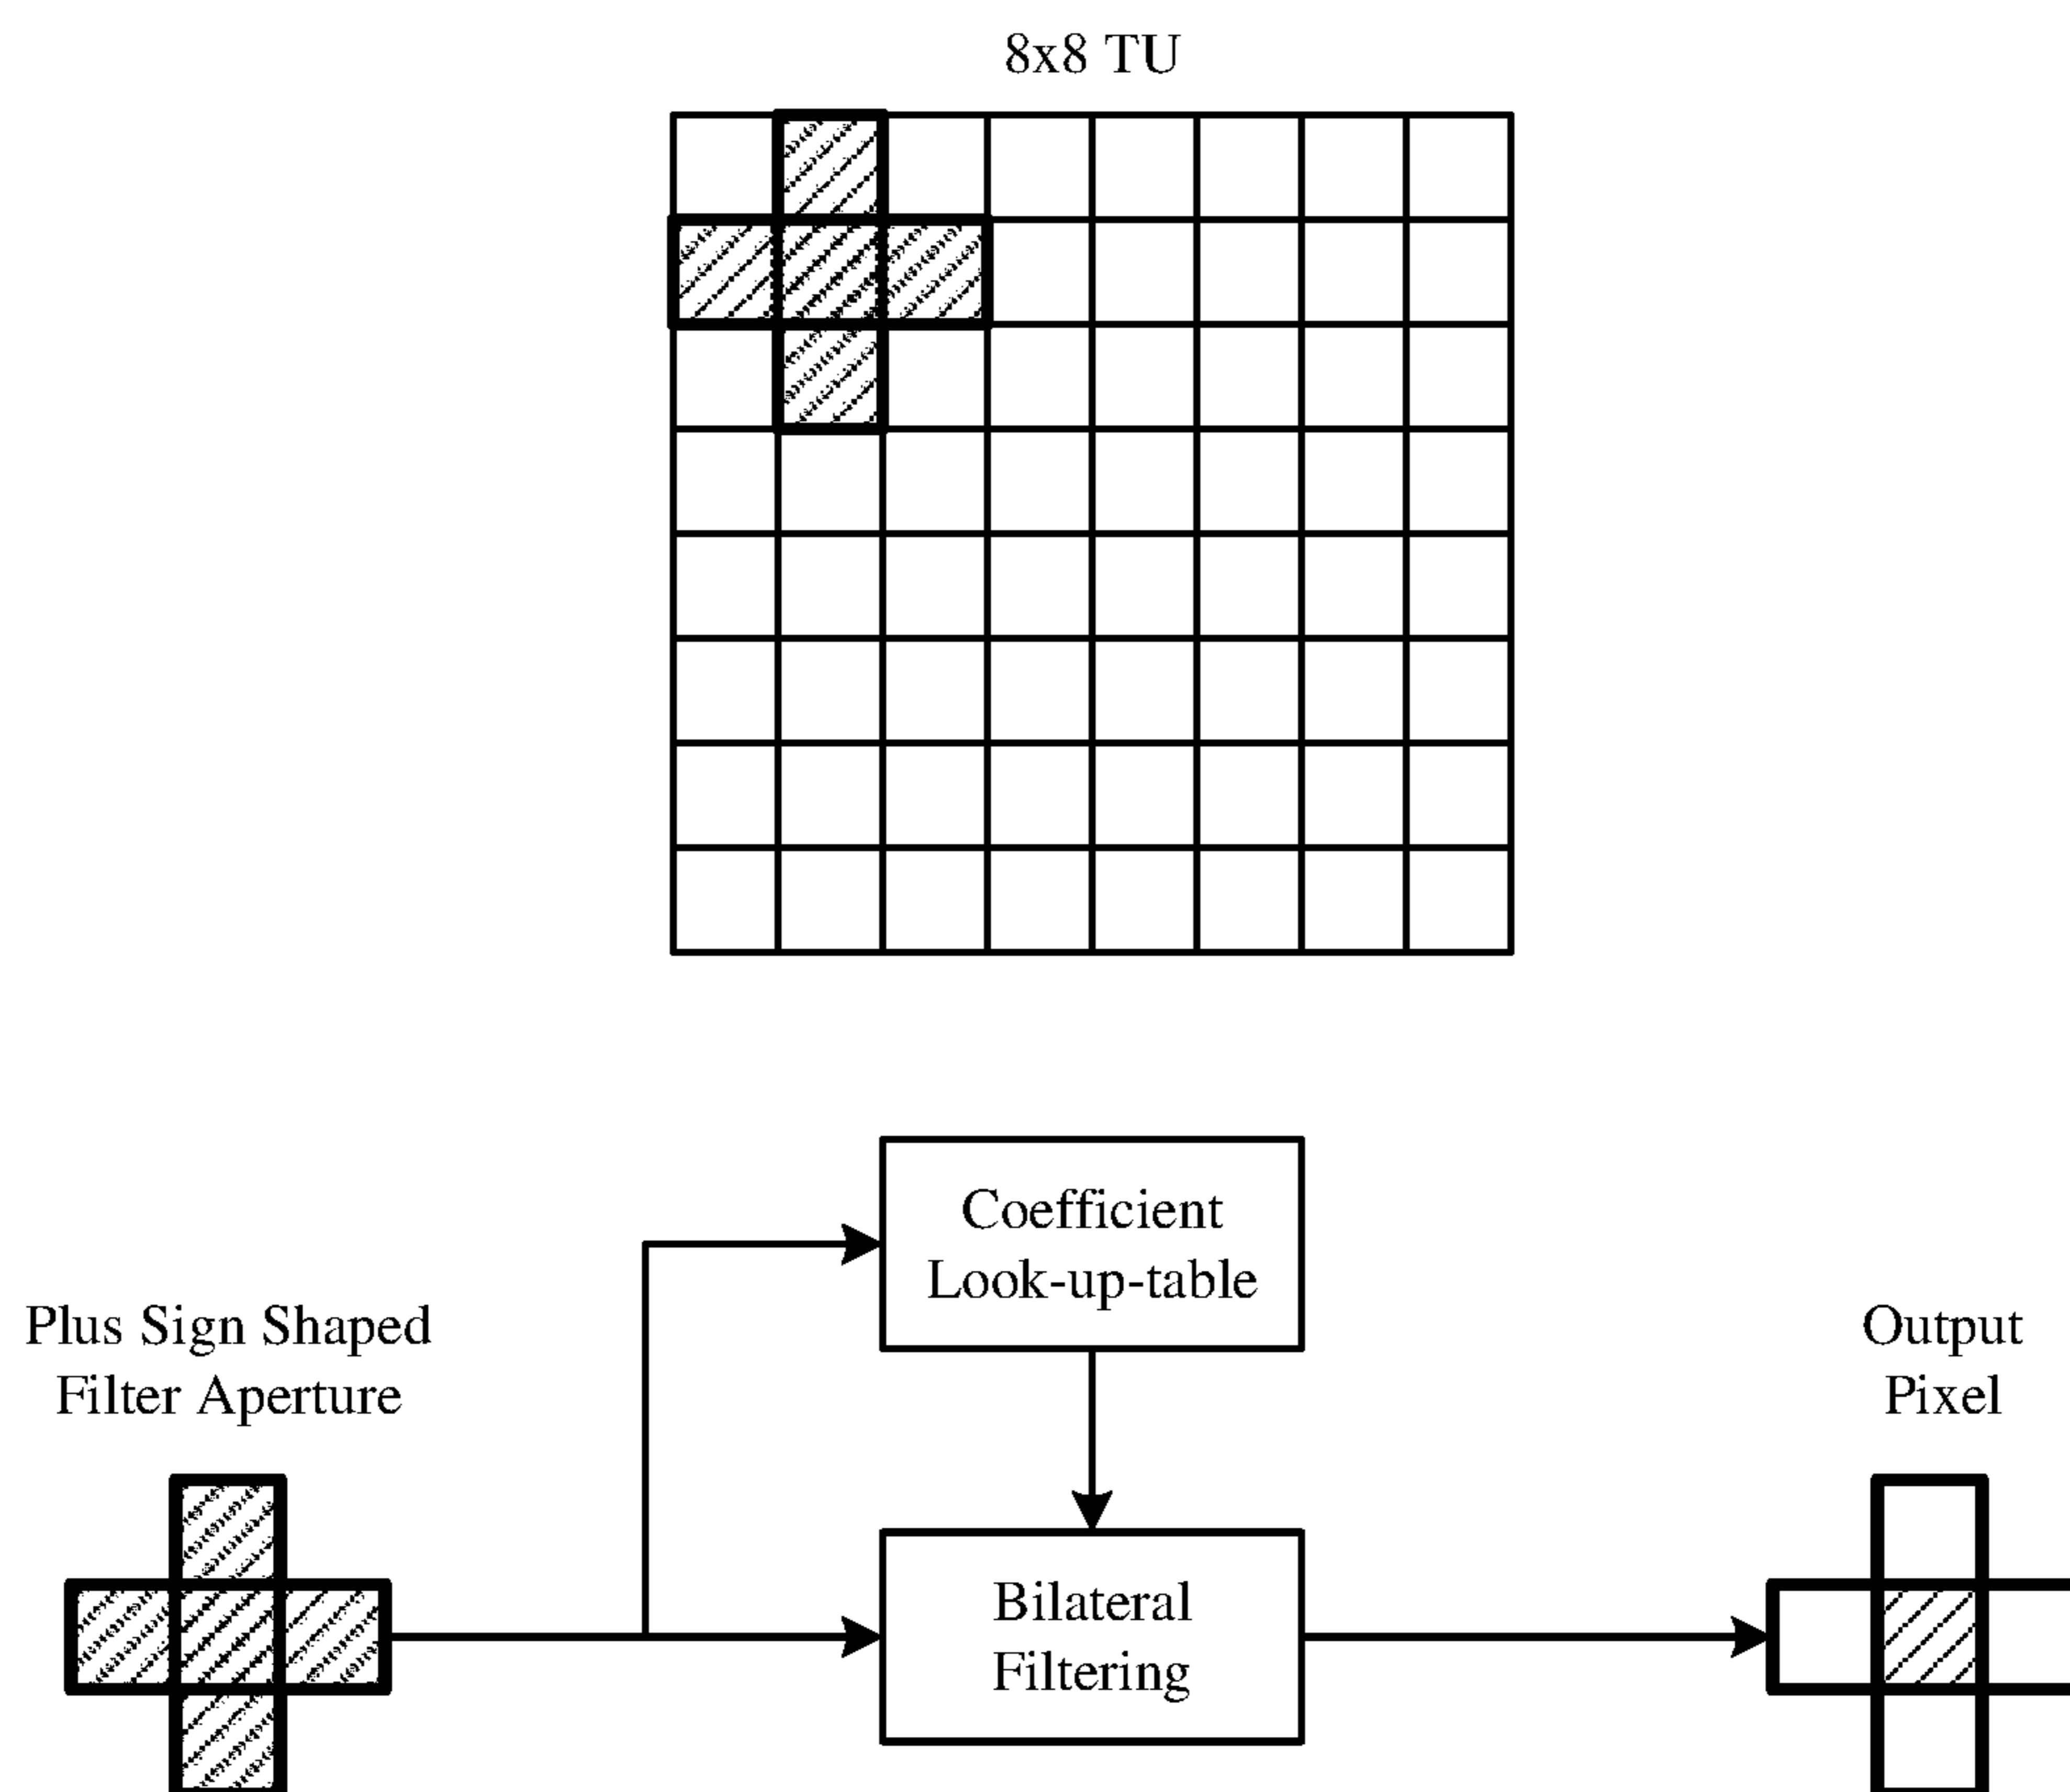 8x8 TU
Coefficient
Look-up-table
Plus Sign Shaped
Filter Aperture
Output
Pixel
Bilateral
Filtering